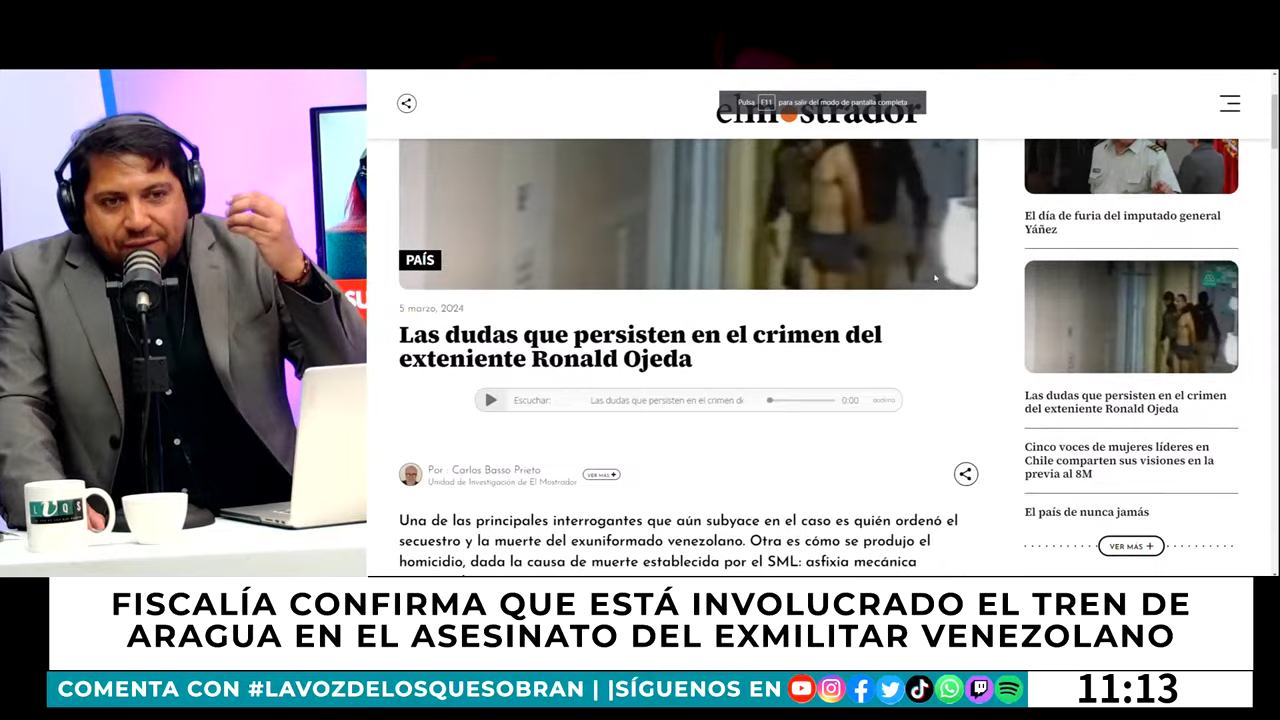 Pulsa F11 para salir del modo de pantalla completa
elmostrador
PAÍS
5 marzo, 2024
Las dudas que persisten en el crimen del
exteniente Ronald Ojeda
Escuchar: Las dudas que persisten en el crimen de 0:00
Por : Carlos Basso Prieto
VER MÁS +
Unidad de Investigación de El Mostrador
Una de las principales interrogantes que aún subyace en el caso es quién ordenó el
secuestro y la muerte del exuniformado venezolano. Otra es cómo se produjo el
homicidio, dada la causa de muerte establecida por el SML: asfixia mecánica
El día de furia del imputado general
Yáñez
Las dudas que persisten en el crimen
del exteniente Ronald Ojeda
Cinco voces de mujeres líderes en
Chile comparten sus visiones en la
previa al 8M
El país de nunca jamás
VER MÁS +
SU
LVQS
FISCALÍA CONFIRMA QUE ESTÁ INVOLUCRADO EL TREN DE
ARAGUA EN EL ASESINATO DEL EXMILITAR VENEZOLANO
COMENTA CON #LAVOZDELOSQUESOBRAN | |SÍGUENOS EN
11:13